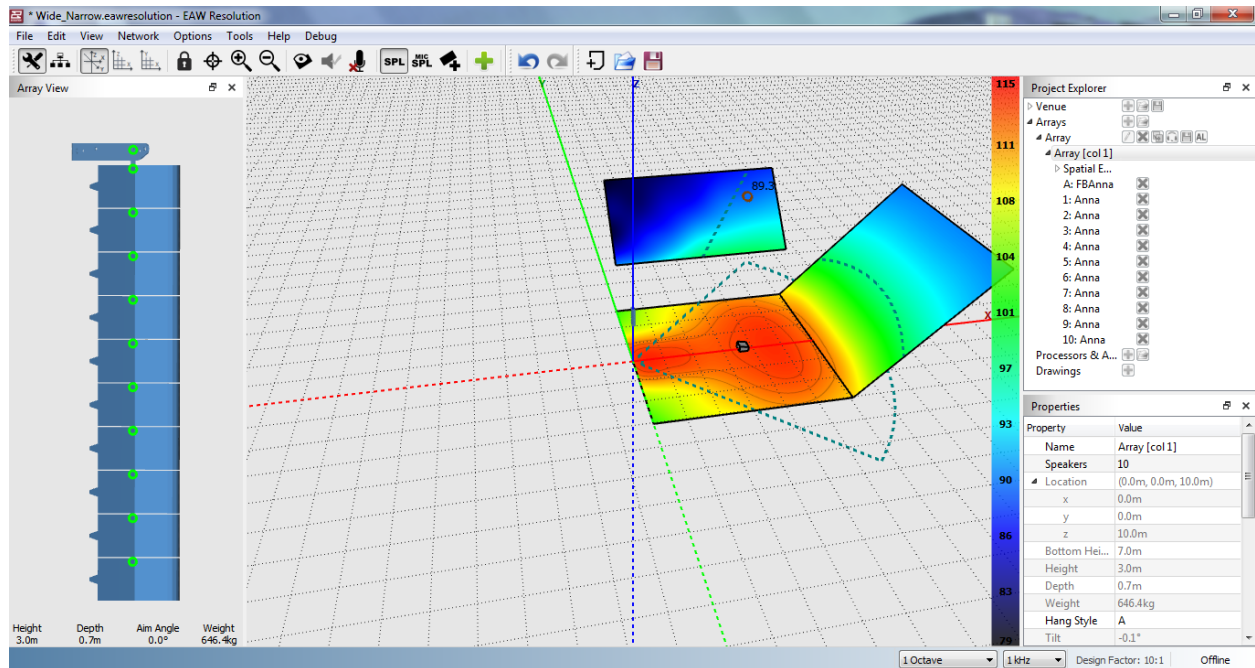 * Wide_Narrow.eawresolution - EAW Resolution
File Edit View Network Options Tools Help Debug
SPL MIC SPL
Array View
Height Depth Aim Angle Weight
3.0m 0.7m 0.0° 646.4kg
Y
Z
X
89.3
115
111
108
104
101
97
93
90
86
83
79
Project Explorer
Venue
Arrays
Array AL
Array [col 1]
Spatial E...
A: FBAnna
1: Anna
2: Anna
3: Anna
4: Anna
5: Anna
6: Anna
7: Anna
8: Anna
9: Anna
10: Anna
Processors & A...
Drawings
Properties
Property Value
Name Array [col 1]
Speakers 10
Location (0.0m, 0.0m, 10.0m)
x 0.0m
y 0.0m
z 10.0m
Bottom Hei... 7.0m
Height 3.0m
Depth 0.7m
Weight 646.4kg
Hang Style A
Tilt -0.1°
1 Octave 1 kHz Design Factor: 10:1 Offline